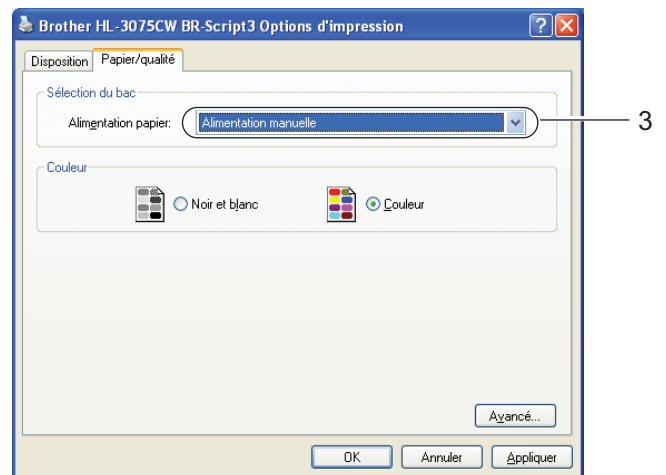 Brother HL-3075CW BR-Script3 Options d'impression
Disposition Papier/qualité
Sélection du bac
Alimentation papier: Alimentation manuelle
3
Couleur
Noir et blanc Couleur
Avancé...
OK Annuler Appliquer